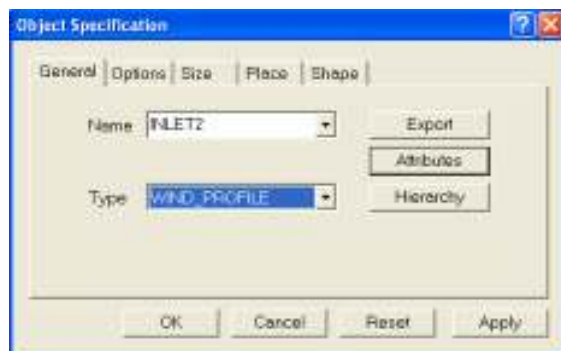 Object Specification
General Options Size Place Shape
Name INLET2 Export
Attributes
Type WIND_PROFILE Hierarchy
OK Cancel Reset Apply